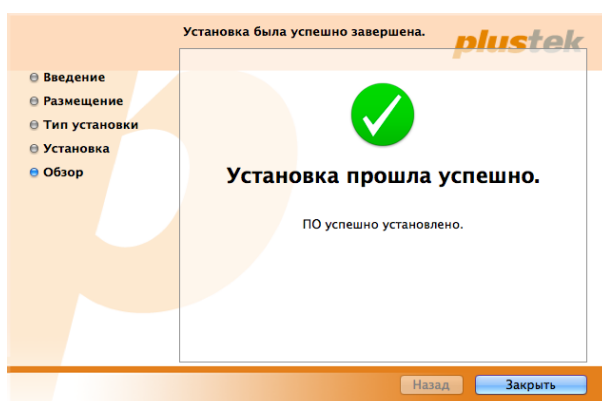 Установка была успешно завершена.
plustek
Введение
Размещение
Тип установки
Установка
Обзор
Установка прошла успешно.
ПО успешно установлено.
Назад
Закрыть